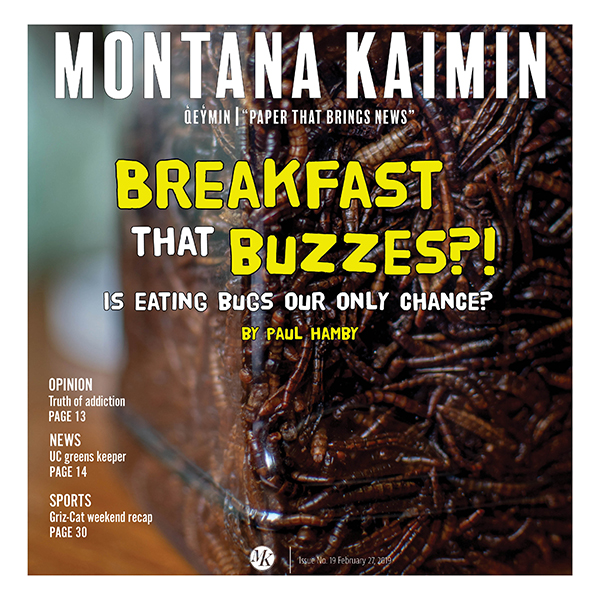 MONTANA KAIMIN
Q̓EYM̓IN | “PAPER THAT BRINGS NEWS”
BREAKFAST
THAT BUZZES?!
IS EATING BUGS OUR ONLY CHANCE?
BY PAUL HAMBY
OPINION
Truth of addiction
PAGE 13
NEWS
UC greens keeper
PAGE 14
SPORTS
Griz-Cat weekend recap
PAGE 30
MK | Issue No. 19 February 27, 2019